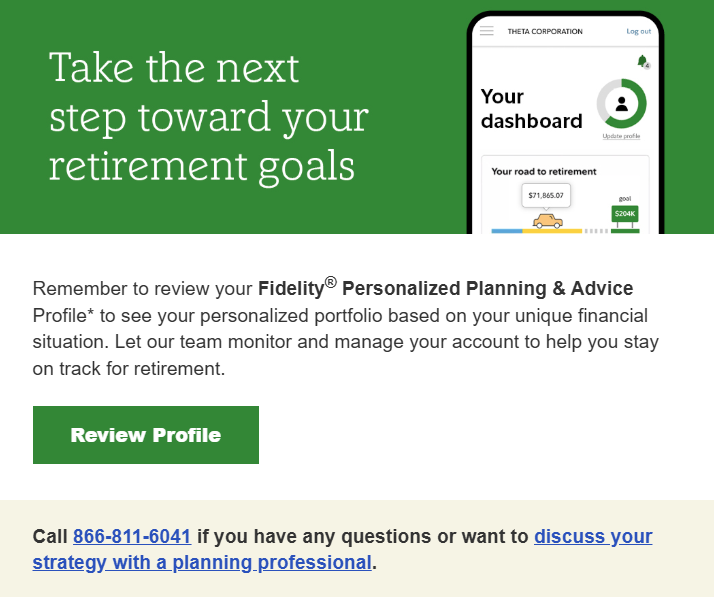 Take the next
step toward your
retirement goals
THETA CORPORATION
Log out
4
Your
dashboard
Update profile
Your road to retirement
$71,865.07
goal
$204K
Remember to review your Fidelity® Personalized Planning & Advice
Profile* to see your personalized portfolio based on your unique financial
situation. Let our team monitor and manage your account to help you stay
on track for retirement.
Review Profile
Call 866-811-6041 if you have any questions or want to discuss your
strategy with a planning professional.